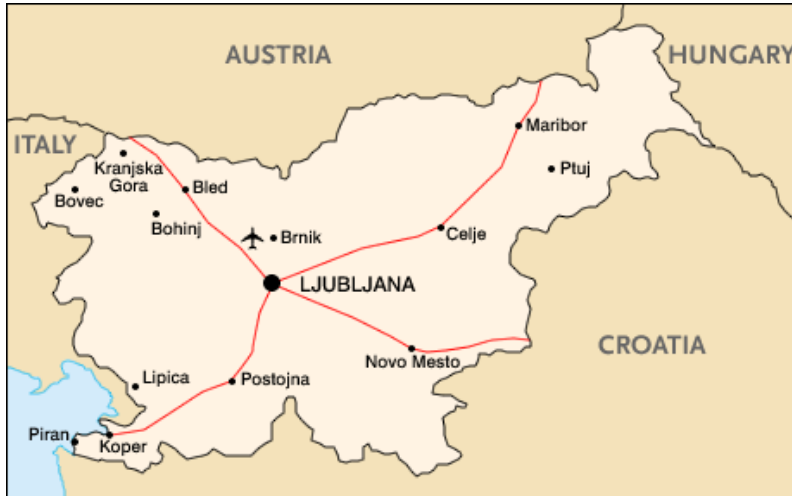 AUSTRIA
HUNGARY
ITALY
Maribor
Kranjska
Gora
Ptuj
Bled
Bovec
Bohinj
Brnik
Celje
LJUBLJANA
CROATIA
Novo Mesto
Lipica
Postojna
Piran
Koper